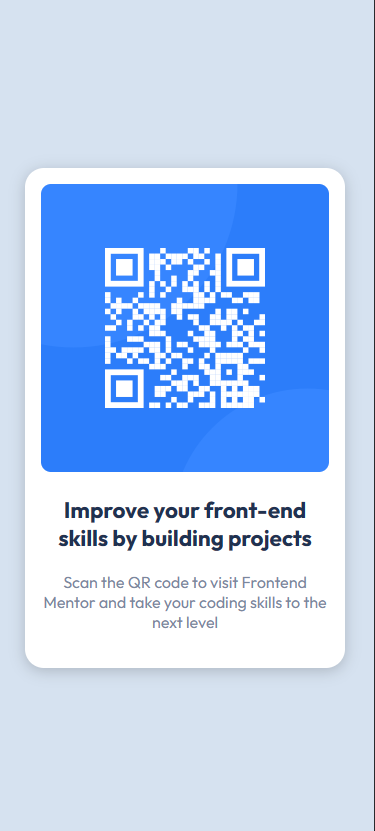 Improve your front-end
skills by building projects
Scan the QR code to visit Frontend
Mentor and take your coding skills to the
next level